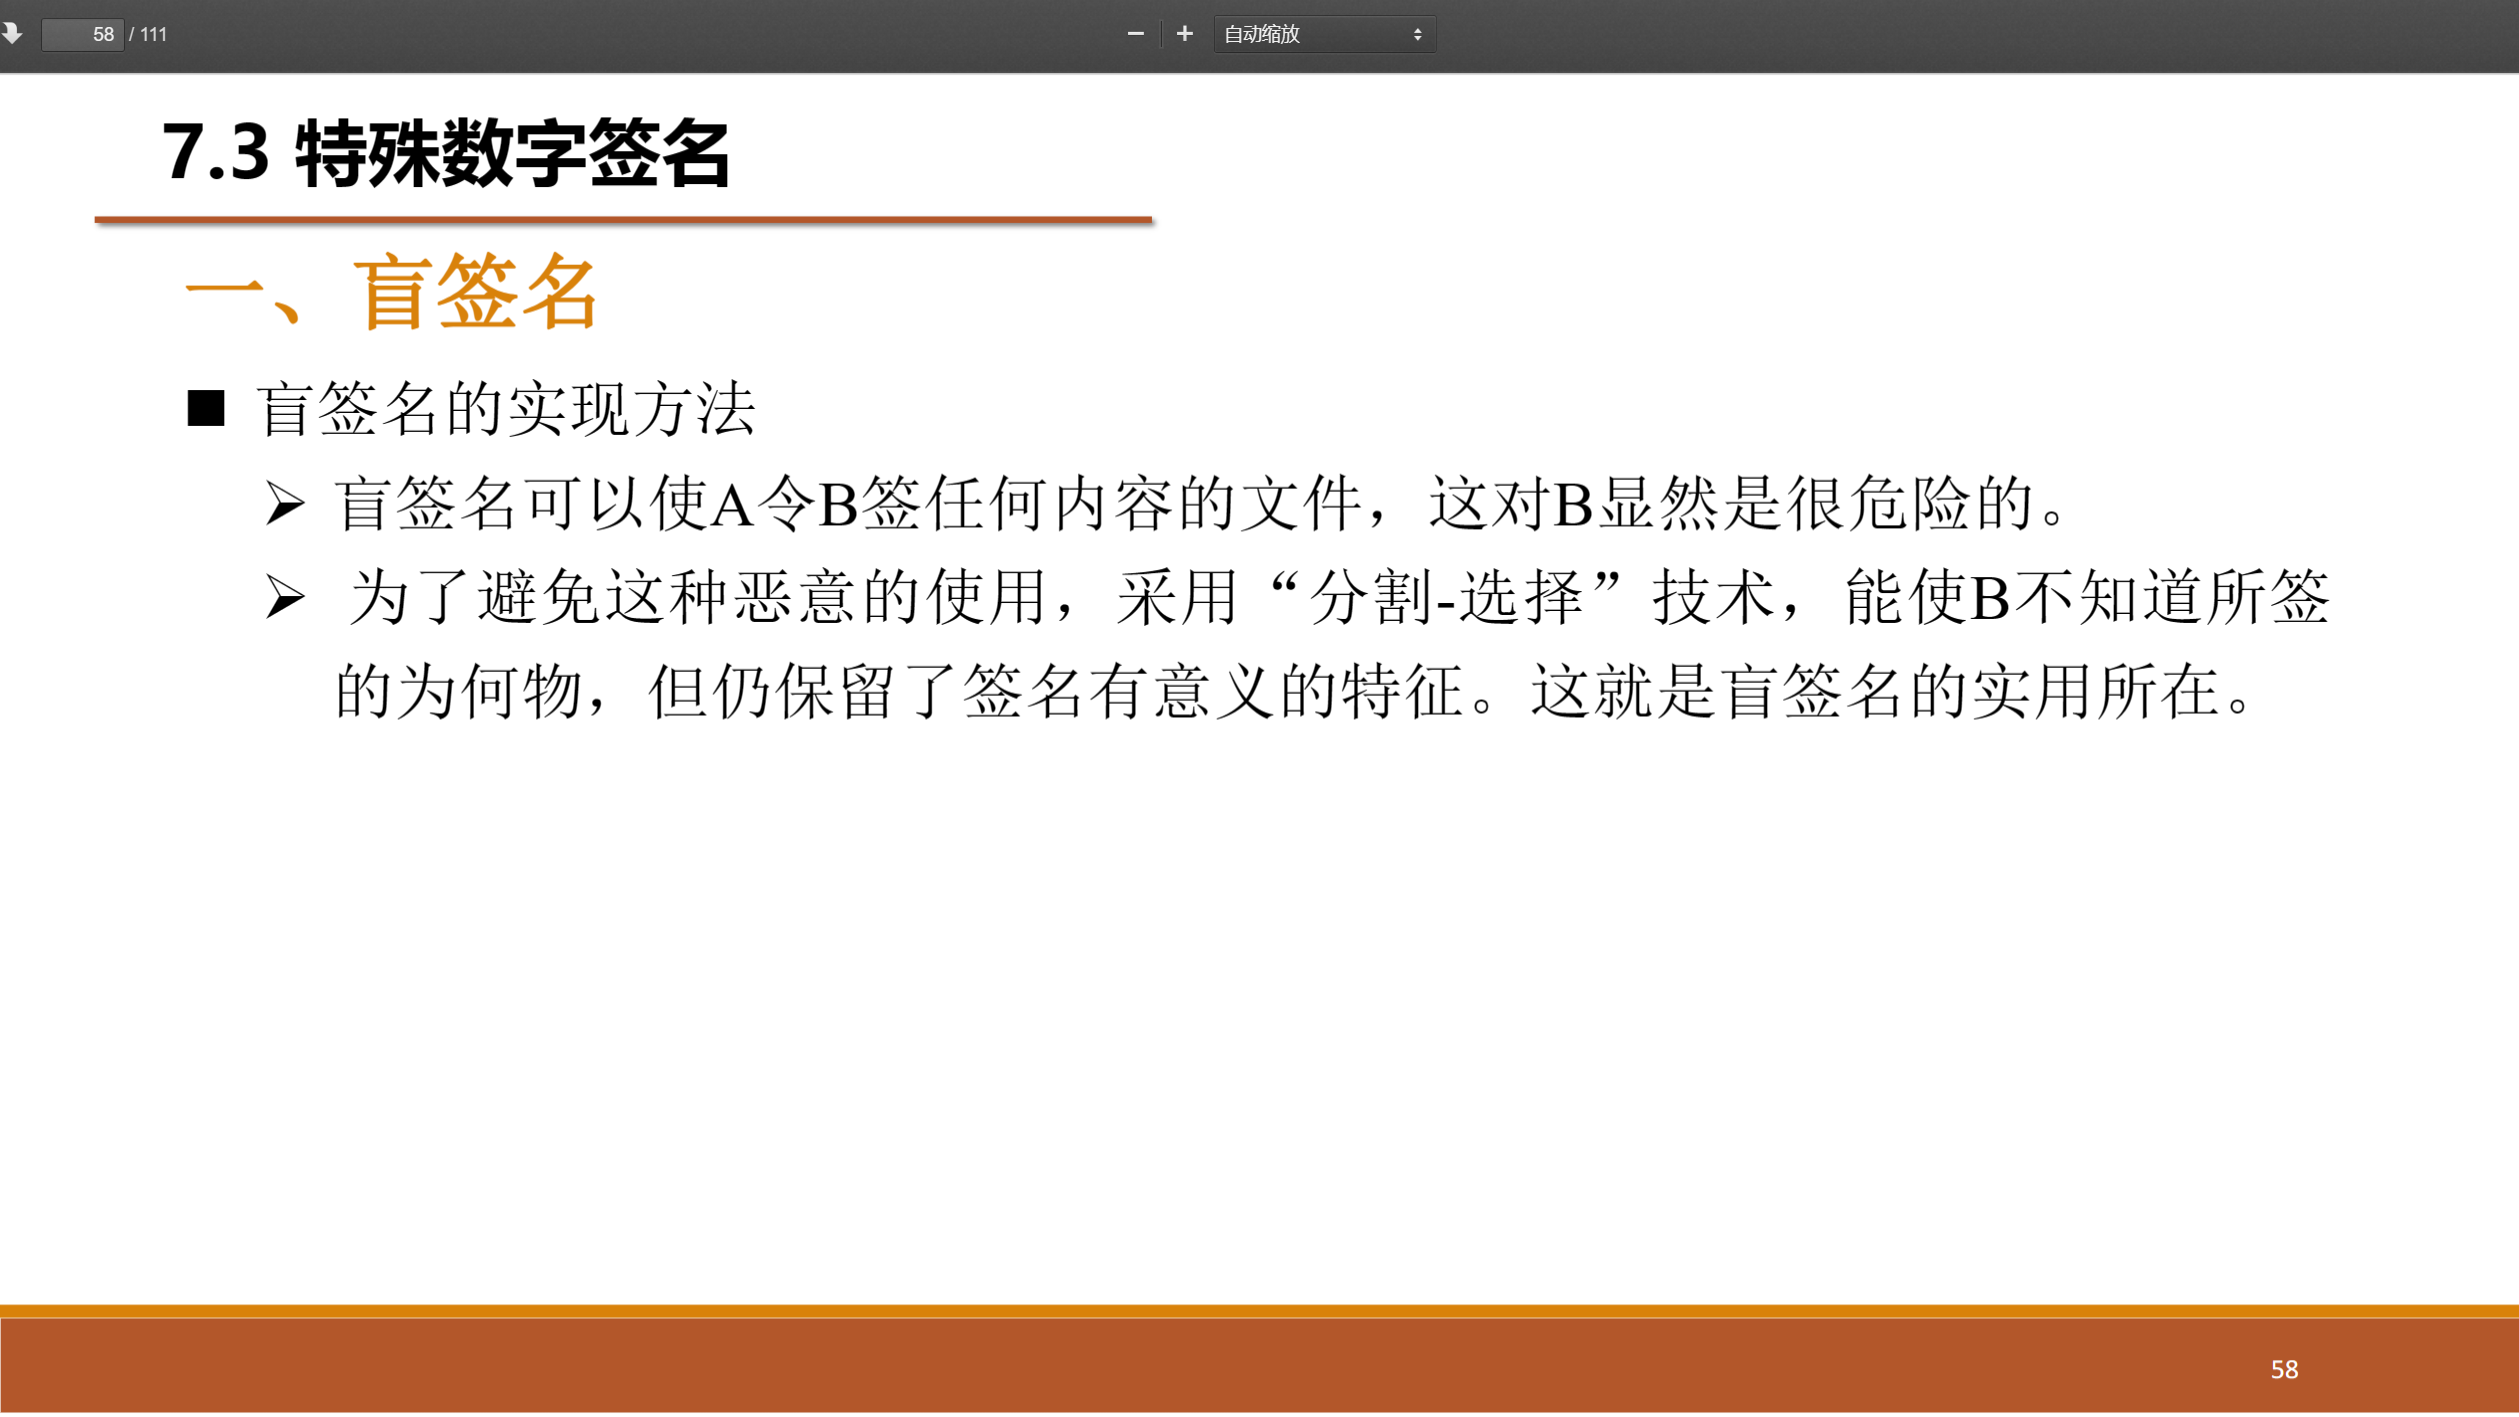 58 / 111
自动缩放
7.3 特殊数字签名
一、盲签名
■ 盲签名的实现方法
➢ 盲签名可以使A令B签任何内容的文件，这对B显然是很危险的。
➢ 为了避免这种恶意的使用，采用“分割-选择”技术，能使B不知道所签
的为何物，但仍保留了签名有意义的特征。这就是盲签名的实用所在。
58